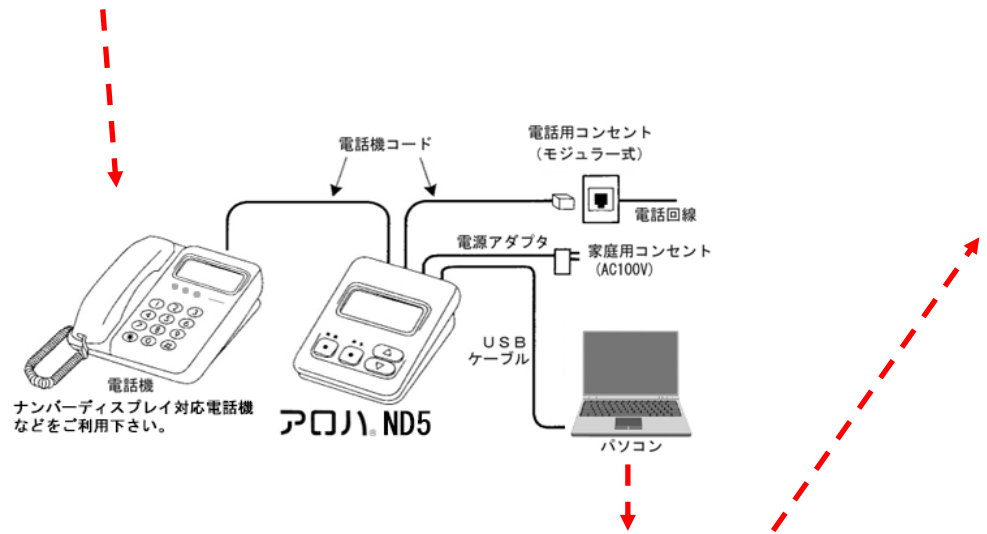 電話機コード
電話用コンセント
（モジュラー式）
電話回線
電源アダプタ
家庭用コンセント
（AC100V）
USB
ケーブル
電話機
ナンバーディスプレイ対応電話機
などをご利用下さい。
アロハ® ND5
パソコン